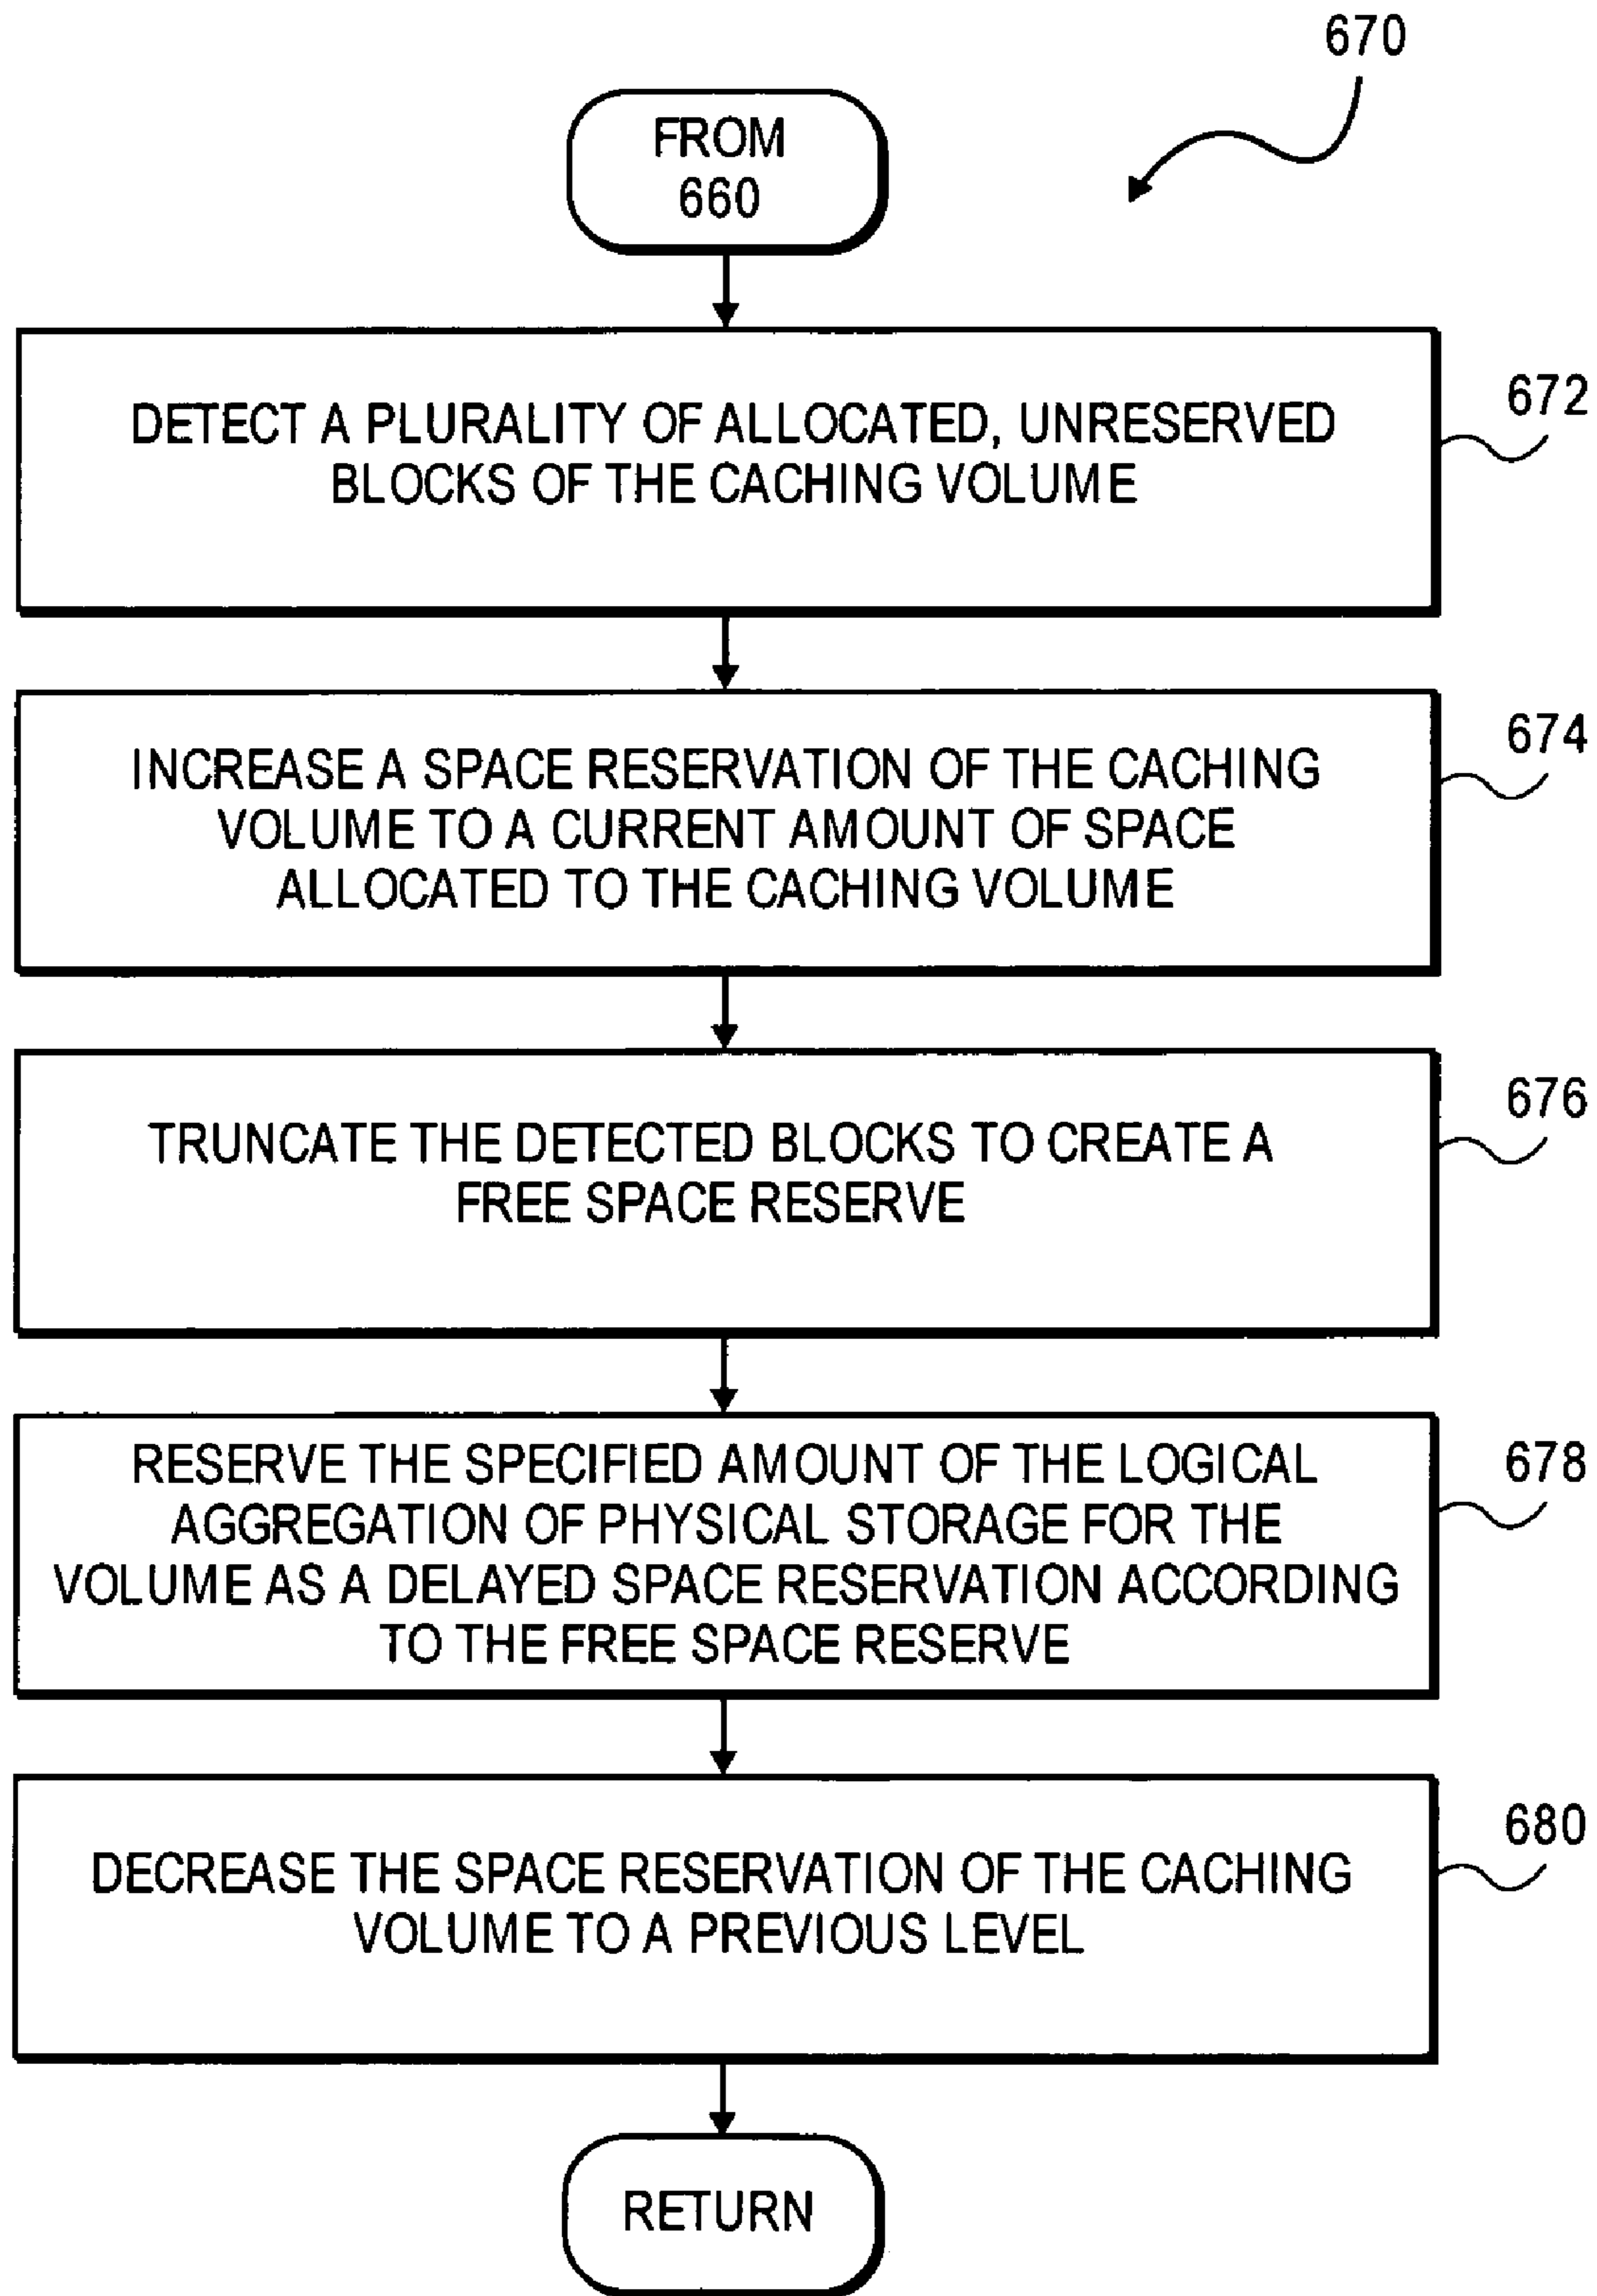 670
FROM
660
DETECT A PLURALITY OF ALLOCATED, UNRESERVED
BLOCKS OF THE CACHING VOLUME
672
INCREASE A SPACE RESERVATION OF THE CACHING
VOLUME TO A CURRENT AMOUNT OF SPACE
ALLOCATED TO THE CACHING VOLUME
674
TRUNCATE THE DETECTED BLOCKS TO CREATE A
FREE SPACE RESERVE
676
RESERVE THE SPECIFIED AMOUNT OF THE LOGICAL
AGGREGATION OF PHYSICAL STORAGE FOR THE
VOLUME AS A DELAYED SPACE RESERVATION ACCORDING
TO THE FREE SPACE RESERVE
678
DECREASE THE SPACE RESERVATION OF THE CACHING
VOLUME TO A PREVIOUS LEVEL
680
RETURN